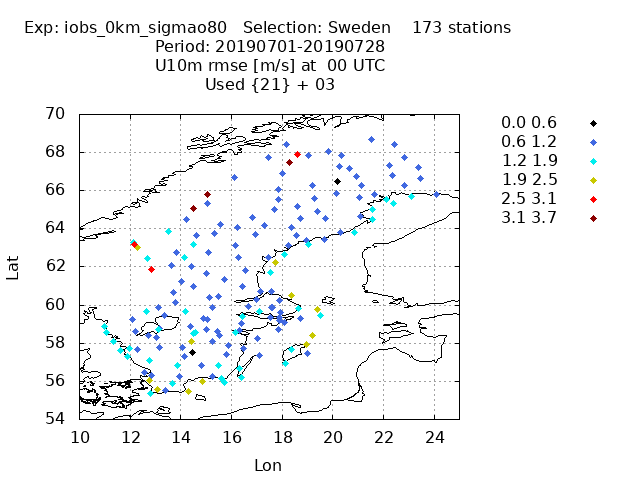 Exp: iobs_0km_sigmao80   Selection: Sweden    173 stations
Period: 20190701-20190728
U10m rmse [m/s] at  00 UTC
Used {21} + 03
70
68
66
64
62
60
58
56
54
Lat
10 12 14 16 18 20 22 24
Lon
0.0 0.6
0.6 1.2
1.2 1.9
1.9 2.5
2.5 3.1
3.1 3.7